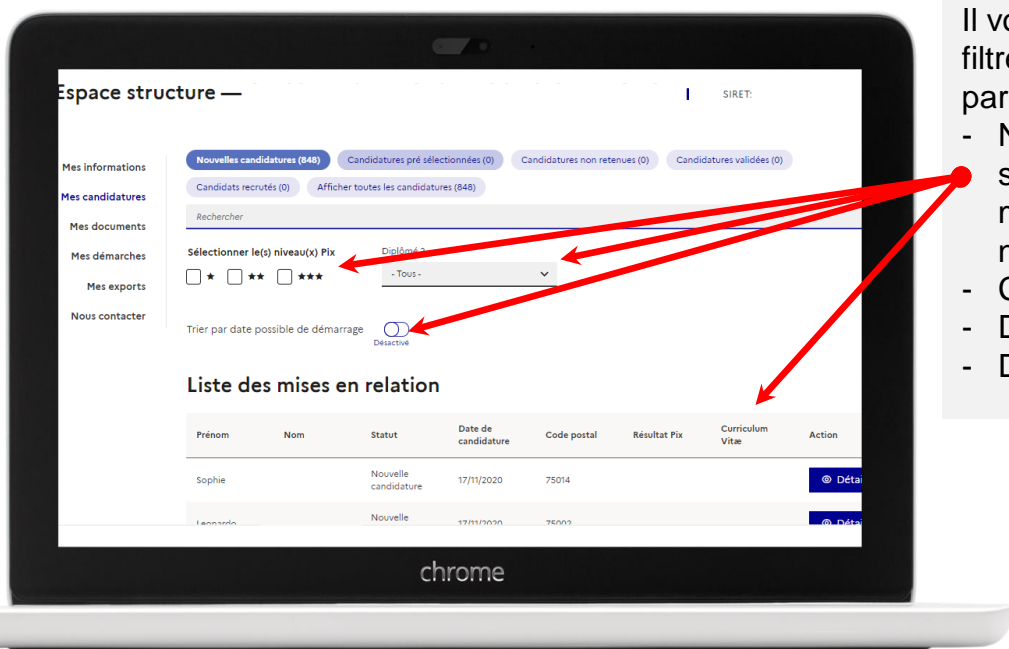 Espace structure —
SIRET:
Mes informations
Mes candidatures
Mes documents
Mes démarches
Mes exports
Nous contacter
Nouvelles candidatures (848)
Candidatures pré sélectionnées (0)
Candidatures non retenues (0)
Candidatures validées (0)
Candidats recrutés (0)
Afficher toutes les candidatures (848)
Rechercher
Sélectionner le(s) niveau(x) Pix
★ ★★ ★★★
Diplômé ?
- Tous -
Trier par date possible de démarrage
Désactivé
Liste des mises en relation
Prénom Nom Statut Date de candidature Code postal Résultat Pix Curriculum Vitæ Action
Sophie Nouvelle candidature 17/11/2020 75014 Détai
Leonardo Nouvelle 17/11/2020 75002 Détai
chrome
Il vo
filtre
par
- N
s
n
n
- C
- D
- D